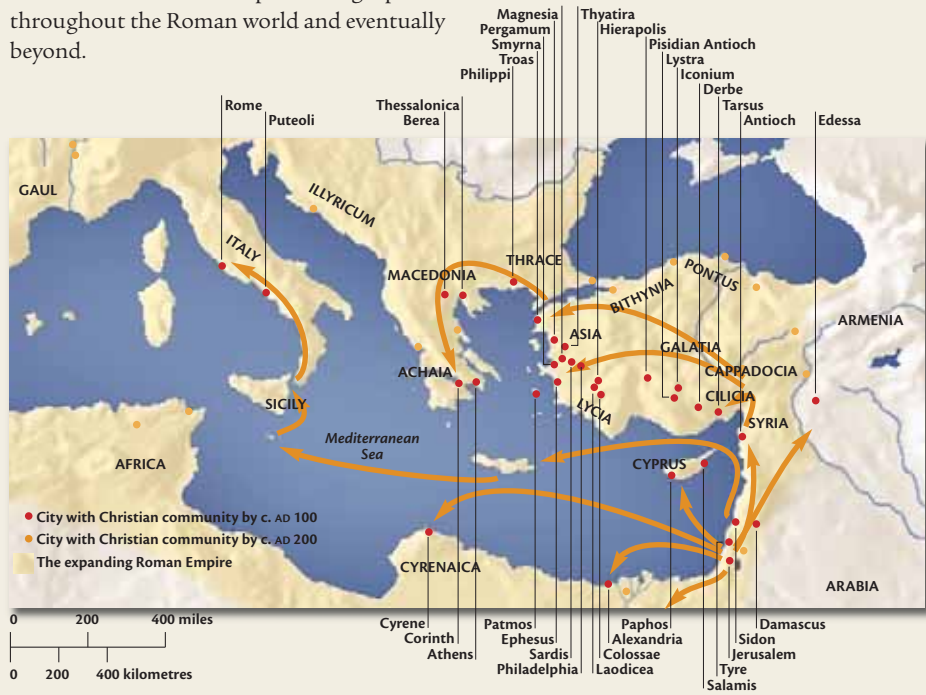 throughout the Roman world and eventually
beyond.
Magnesia
Thyatira
Pergamum
Hierapolis
Smyrna
Pisidian Antioch
Troas
Lystra
Philippi
Iconium
Derbe
Rome
Thessalonica
Tarsus
Puteoli
Berea
Antioch
Edessa
GAUL
ILLYRICUM
ITALY
THRACE
MACEDONIA
PONTUS
BITHYNIA
ARMENIA
ASIA
GALATIA
ACHAIA
CAPPADOCIA
CILICIA
SICILY
LYCIA
SYRIA
Mediterranean
Sea
AFRICA
CYPRUS
City with Christian community by c. AD 100
City with Christian community by c. AD 200
The expanding Roman Empire
CYRENAICA
ARABIA
0 200 400 miles
0 200 400 kilometres
Cyrene
Patmos
Paphos
Damascus
Corinth
Ephesus
Alexandria
Sidon
Athens
Sardis
Colossae
Jerusalem
Philadelphia
Laodicea
Tyre
Salamis